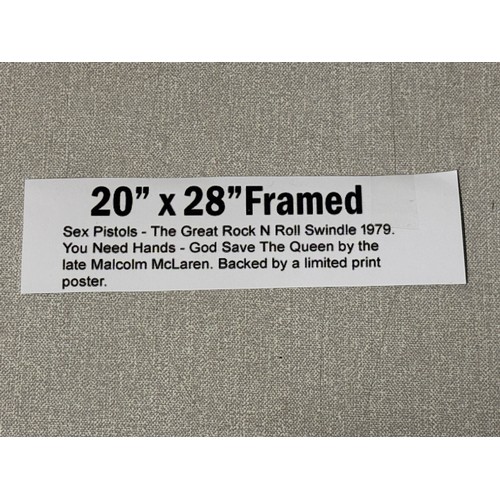 20” x 28”Framed
Sex Pistols - The Great Rock N Roll Swindle 1979.
You Need Hands - God Save The Queen by the
late Malcolm McLaren. Backed by a limited print
poster.